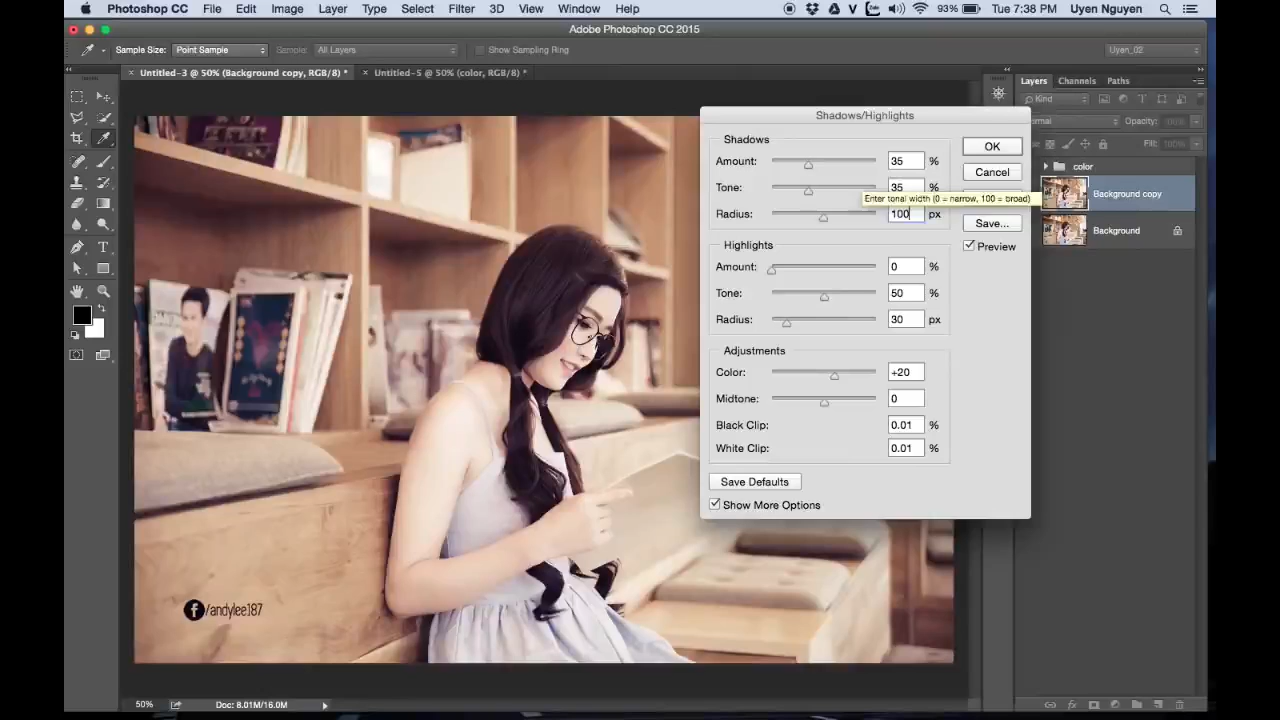 Photoshop CC File Edit Image Layer Type Select Filter 3D View Window Help 93% Tue 7:38 PM Uyen Nguyen
Adobe Photoshop CC 2015
Sample Size: Point Sample Sample: All Layers Show Sampling Ring Uyen_02
Untitled-3 @ 50% (Background copy, RGB/8) * Untitled-5 @ 50% (color, RGB/8) *
Layers Channels Paths
Kind
Opacity: 100%
Fill: 100%
color
Background copy
Background
Shadows/Highlights
Shadows
Amount: 35 %
Tone: 35 %
Enter tonal width (0 = narrow, 100 = broad)
Radius: 100 px
Highlights
Amount: 0 %
Tone: 50 %
Radius: 30 px
Adjustments
Color: +20
Midtone: 0
Black Clip: 0.01 %
White Clip: 0.01 %
Save Defaults
Show More Options
OK
Cancel
Save...
Preview
f/andylee187
50% Doc: 8.01M/16.0M